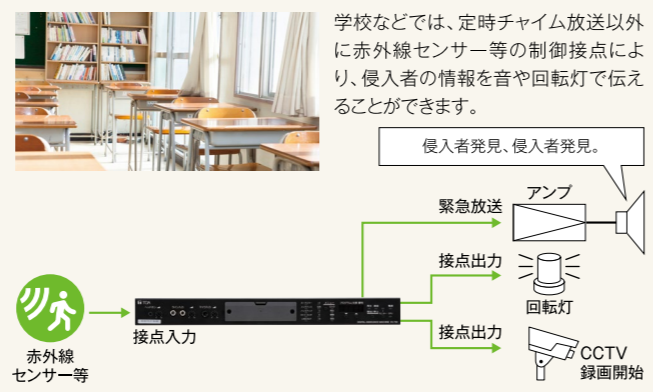 学校などでは、定時チャイム放送以外
に赤外線センサー等の制御接点によ
り、侵入者の情報を音や回転灯で伝え
ることができます。
侵入者発見、侵入者発見。
アンプ
緊急放送
接点出力
回転灯
TOA
接点入力
接点出力
赤外線
センサー等
CCTV
録画開始